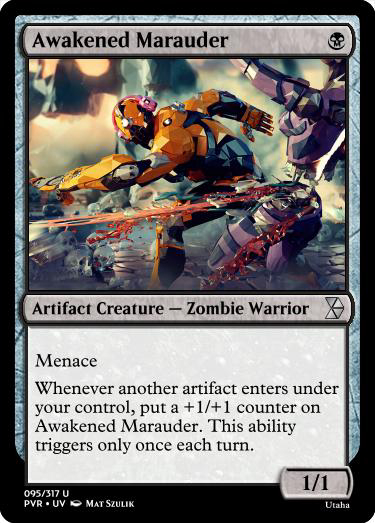 Awakened Marauder
Artifact Creature — Zombie Warrior
Menace
Whenever another artifact enters under
your control, put a +1/+1 counter on
Awakened Marauder. This ability
triggers only once each turn.
1/1
095/317 U
PVR • UV Mat Szulik
Utaha